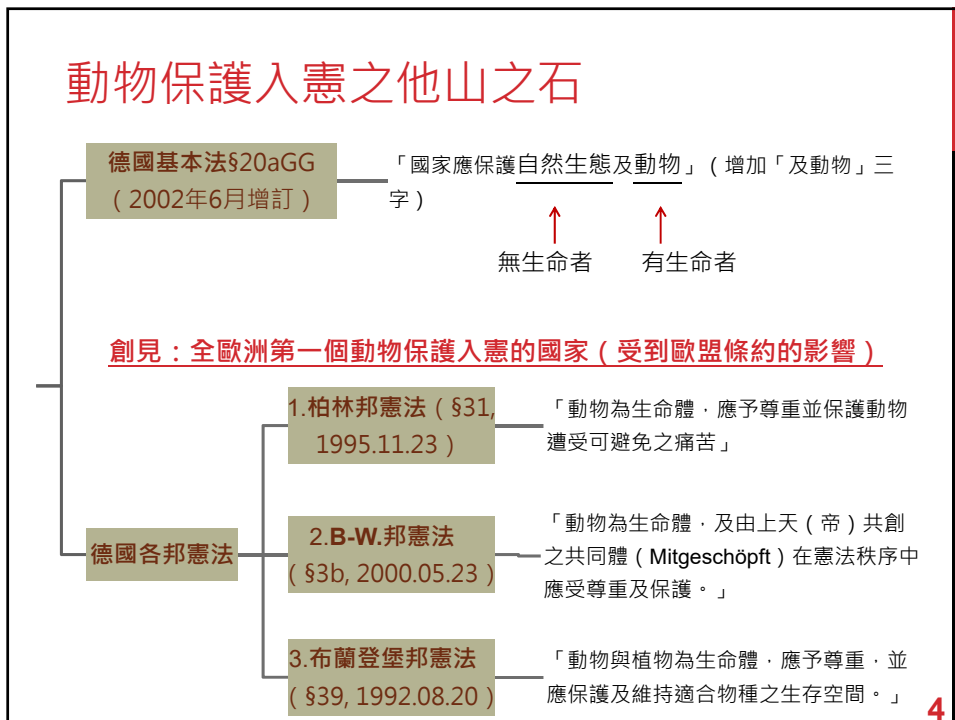 動物保護入憲之他山之石
德國基本法§20aGG
（2002年6月增訂）
「國家應保護自然生態及動物」（增加「及動物」三
字）
無生命者
有生命者
創見：全歐洲第一個動物保護入憲的國家（受到歐盟條約的影響）
德國各邦憲法
1.柏林邦憲法（§31,
1995.11.23）
「動物為生命體，應予尊重並保護動物
遭受可避免之痛苦」
2.B-W.邦憲法
（§3b, 2000.05.23）
「動物為生命體，及由上天（帝）共創
之共同體（Mitgeschöpft）在憲法秩序中
應受尊重及保護。」
3.布蘭登堡邦憲法
（§39, 1992.08.20）
「動物與植物為生命體，應予尊重，並
應保護及維持適合物種之生存空間。」
4